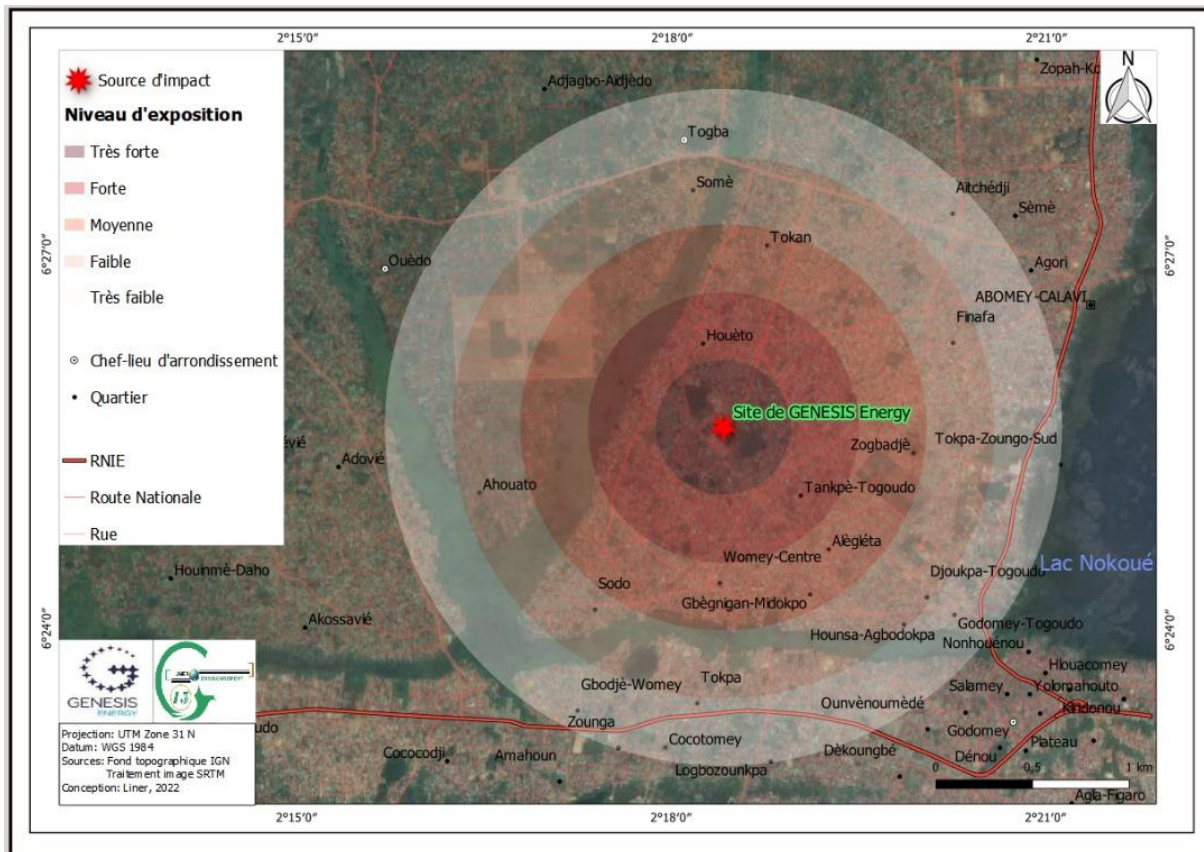 2°15'0"
2°18'0"
2°21'0"
Source d'impact
Niveau d'exposition
Très forte
Forte
Moyenne
Faible
Très faible
Chef-lieu d'arrondissement
Quartier
RNIE
Route Nationale
Rue
N
Zopah-Ko
Adjagbo-Aidjèdo
Togba
Somè
Aïtchédji
Sèmè
Tokan
6°27'0"
6°27'0"
Ouèdo
Agori
ABOMEY-CALAVI
Finafa
Houèto
Site de GENESIS Energy
Zogbadjè
Tokpa-Zoungo-Sud
évié
Adovié
Ahouato
Tankpè-Togoudo
Alègléta
Womey-Centre
Lac Nokoué
Houinmè-Daho
Sodo
Djoukpa-Togoudo
Gbègnigan-Midokpo
6°24'0"
6°24'0"
Akossavié
Hounsa-Agbodokpa
Godomey-Togoudo
Nonhouénou
Hlouacomey
Gbodjè-Womey
Tokpa
Salamey
Yolomahouto
Ounvènoumèdé
Kindonou
Zounga
Godomey
udo
Cococodji
Amahoun
Cocotomey
Dèkoungbé
Dénou
Plateau
Logbozounkpa
0
0,5
1 km
Agla-Figaro
GENESIS
ENERGY
Projection: UTM Zone 31 N
Datum: WGS 1984
Sources: Fond topographique IGN
Traitement image SRTM
Conception: Liner, 2022
2°15'0"
2°18'0"
2°21'0"